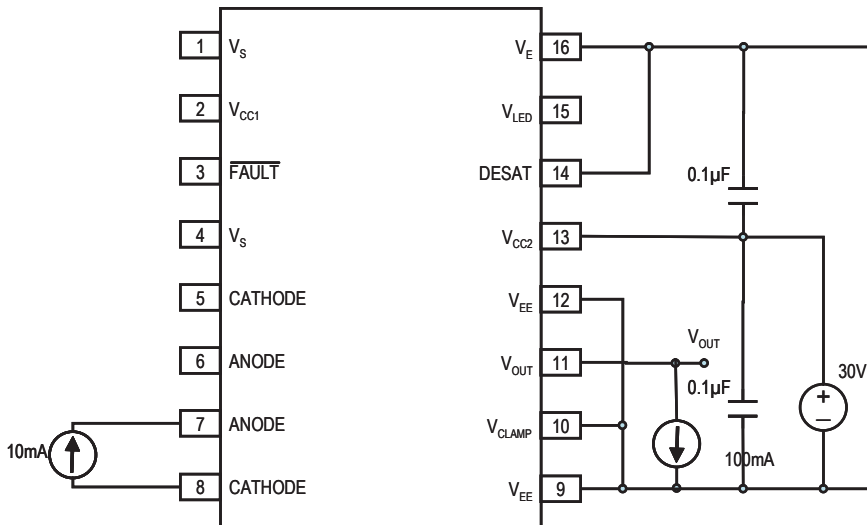 1 V_S V_E 16
2 V_CC1 V_LED 15
3 FAULT DESAT 14
0.1µF
4 V_S V_CC2 13
5 CATHODE V_EE 12
V_OUT
6 ANODE V_OUT 11
30V
0.1µF
+
7 ANODE V_CLAMP 10
–
10mA
100mA
8 CATHODE V_EE 9